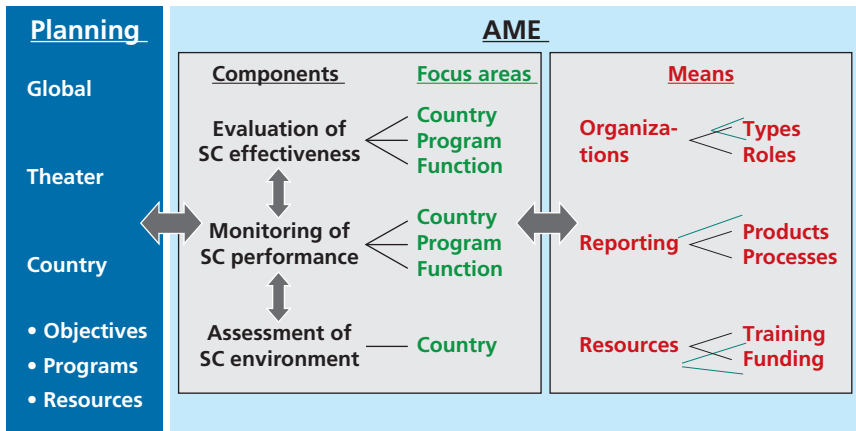 Planning
Global
Theater
Country
• Objectives
• Programs
• Resources
AME
Components
Focus areas
Evaluation of
SC effectiveness
Country
Program
Function
Monitoring of
SC performance
Country
Program
Function
Assessment of
SC environment
Country
Means
Organiza-
tions
Types
Roles
Reporting
Products
Processes
Resources
Training
Funding